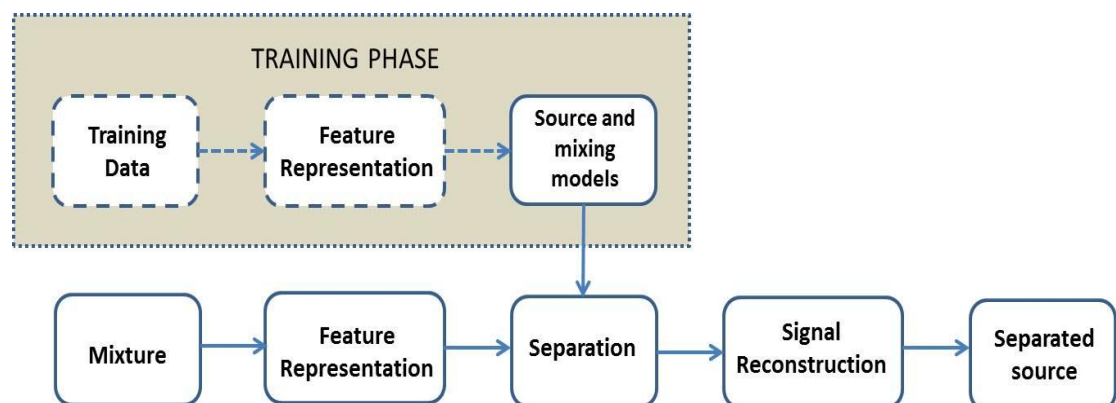 TRAINING PHASE
Training
Data
Feature
Representation
Source and
mixing
models
Mixture
Feature
Representation
Separation
Signal
Reconstruction
Separated
source